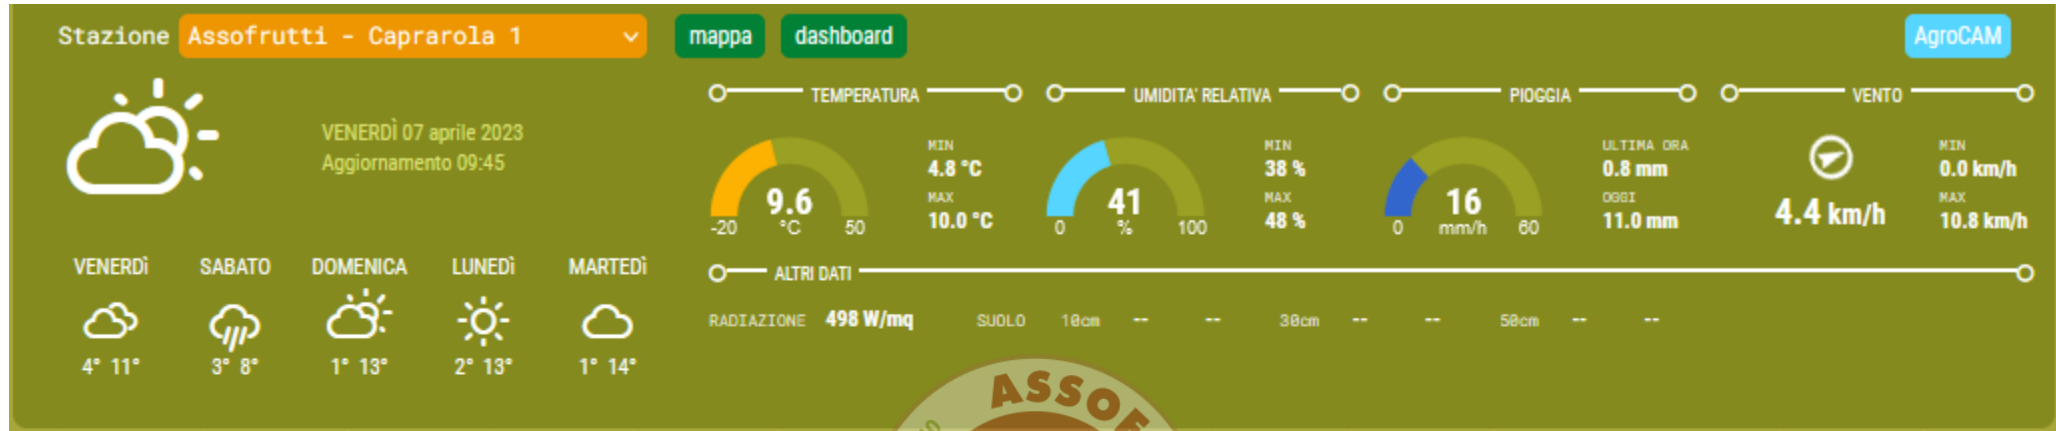 Stazione Assofrutti - Caprarola 1 mappa dashboard AgroCAM
VENERDÌ 07 aprile 2023
Aggiornamento 09:45
VENERDì SABATO DOMENICA LUNEDì MARTEDì
4° 11° 3° 8° 1° 13° 2° 13° 1° 14°
TEMPERATURA
9.6
°C
-20 50
MIN
4.8 °C
MAX
10.0 °C
UMIDITA' RELATIVA
41
%
0 100
MIN
38 %
MAX
48 %
PIOGGIA
16
mm/h
0 60
ULTIMA ORA
0.8 mm
OGGI
11.0 mm
VENTO
4.4 km/h
MIN
0.0 km/h
MAX
10.8 km/h
ALTRI DATI
RADIAZIONE 498 W/mq SUOLO 10cm -- -- 30cm -- -- 50cm -- --
ASSOF